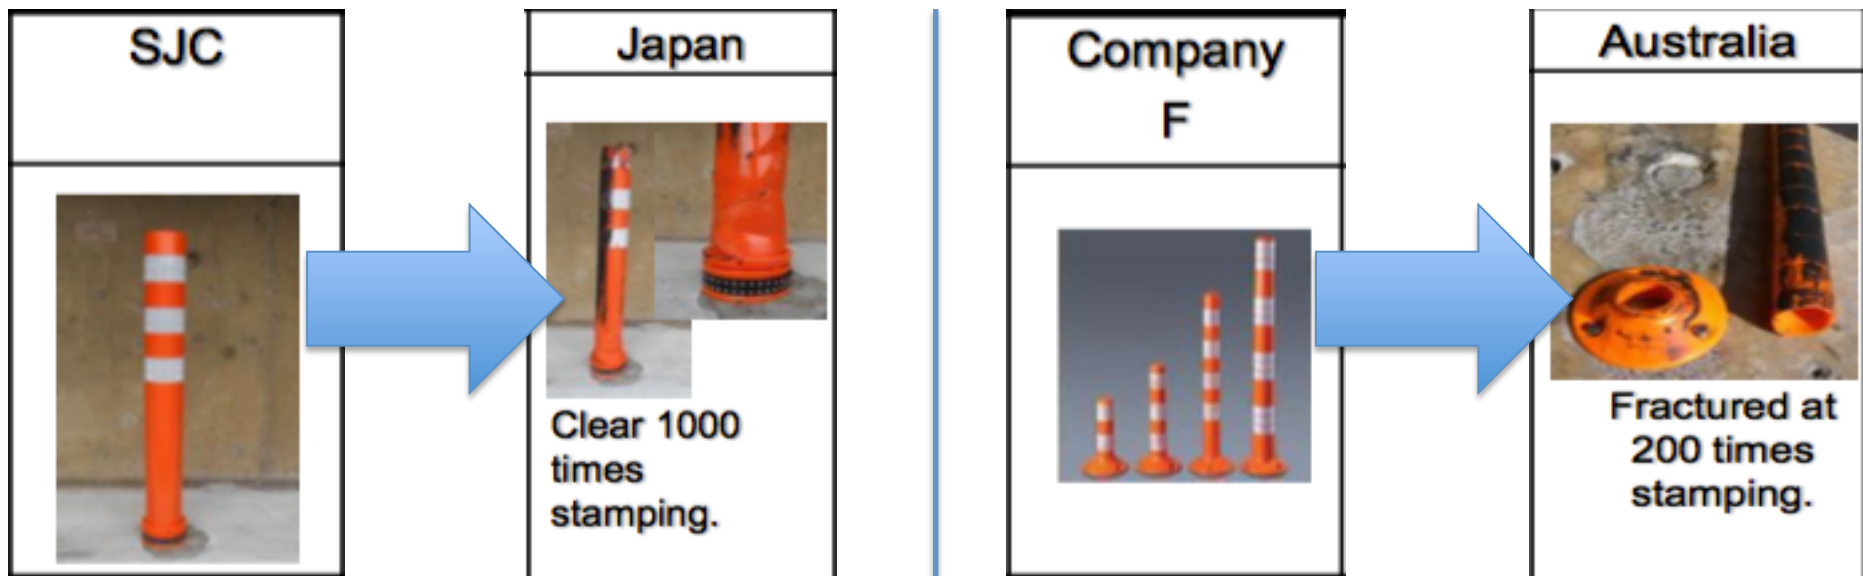 SJC
Japan
Clear 1000
times
stamping.
Company
F
Australia
Fractured at
200 times
stamping.